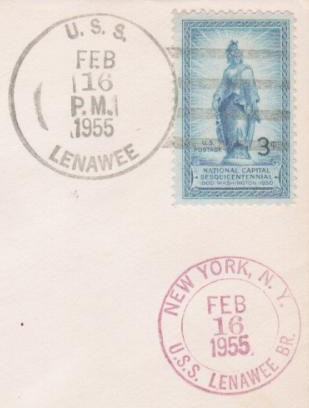 U. S. S.
FEB
16
P.M.
1955
LENAWEE
U.S.
POSTAGE
3¢
NATIONAL CAPITAL
SESQUICENTENNIAL
1800 WASHINGTON 1950
NEW YORK, N. Y.
FEB
16
1955
U.S.S. LENAWEE BR.